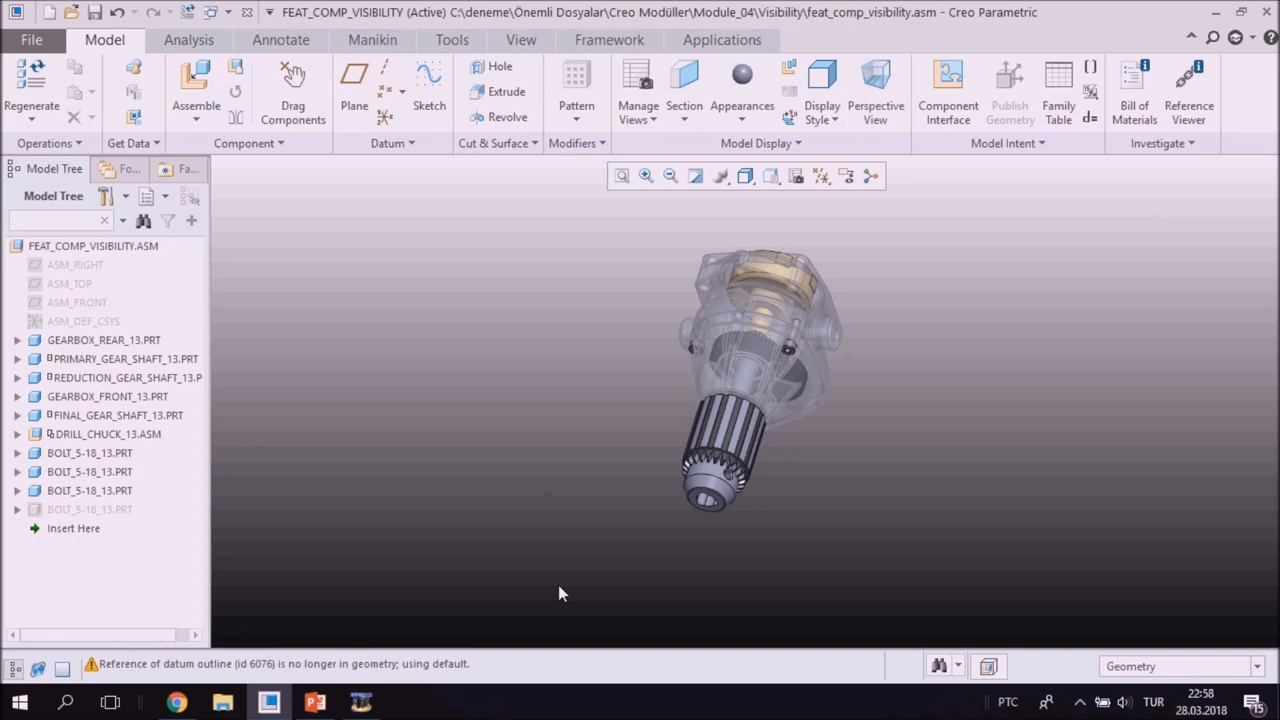 FEAT_COMP_VISIBILITY (Active) C:\deneme\Önemli Dosyalar\Creo Modüller\Module_04\Visibility\feat_comp_visibility.asm - Creo Parametric
File Model Analysis Annotate Manikin Tools View Framework Applications
Regenerate
Assemble
Drag Components
Plane
Sketch
Hole
Extrude
Revolve
Pattern
Manage Views
Section
Appearances
Display Style
Perspective View
Component Interface
Publish Geometry
Family Table
d=
Bill of Materials
Reference Viewer
Operations Get Data Component Datum Cut & Surface Modifiers Model Display Model Intent Investigate
Model Tree Fo... Fa...
Model Tree
FEAT_COMP_VISIBILITY.ASM
ASM_RIGHT
ASM_TOP
ASM_FRONT
ASM_DEF_CSYS
GEARBOX_REAR_13.PRT
PRIMARY_GEAR_SHAFT_13.PRT
REDUCTION_GEAR_SHAFT_13.P
GEARBOX_FRONT_13.PRT
FINAL_GEAR_SHAFT_13.PRT
DRILL_CHUCK_13.ASM
BOLT_5-18_13.PRT
BOLT_5-18_13.PRT
BOLT_5-18_13.PRT
BOLT_5-18_13.PRT
Insert Here
Reference of datum outline (id 6076) is no longer in geometry; using default.
Geometry
PTC
TUR
22:58
28.03.2018
15